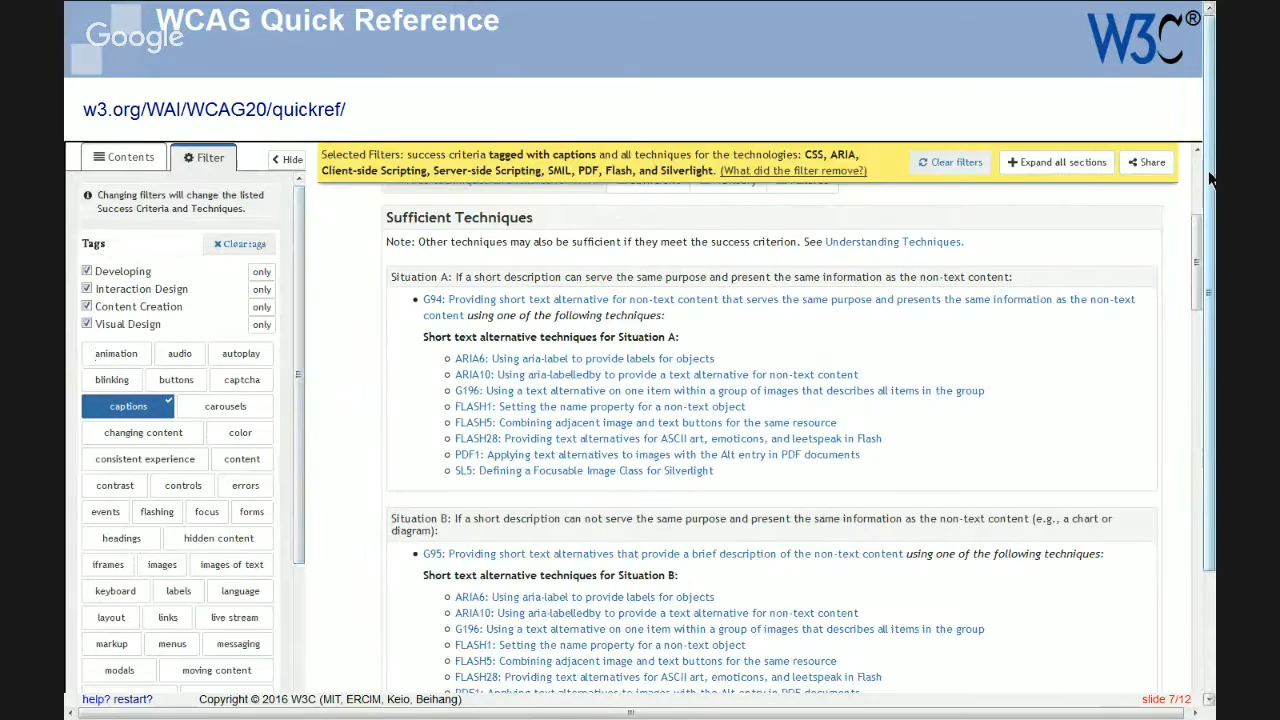 WCAG Quick Reference
Google
W3C®
w3.org/WAI/WCAG20/quickref/
Contents
Filter
Hide
Selected Filters: success criteria tagged with captions and all techniques for the technologies: CSS, ARIA,
Client-side Scripting, Server-side Scripting, SMIL, PDF, Flash, and Silverlight. (What did the filter remove?)
Clear filters
Expand all sections
Share
Changing filters will change the listed
Success Criteria and Techniques.
Tags
Clear tags
Developing only
Interaction Design only
Content Creation only
Visual Design only
animation audio autoplay
blinking buttons captcha
captions carousels
changing content color
consistent experience content
contrast controls errors
events flashing focus forms
headings hidden content
iframes images images of text
keyboard labels language
layout links live stream
markup menus messaging
modals moving content
Sufficient Techniques
Note: Other techniques may also be sufficient if they meet the success criterion. See Understanding Techniques.
Situation A: If a short description can serve the same purpose and present the same information as the non-text content:
G94: Providing short text alternative for non-text content that serves the same purpose and presents the same information as the non-text
content using one of the following techniques:
Short text alternative techniques for Situation A:
ARIA6: Using aria-label to provide labels for objects
ARIA10: Using aria-labelledby to provide a text alternative for non-text content
G196: Using a text alternative on one item within a group of images that describes all items in the group
FLASH1: Setting the name property for a non-text object
FLASH5: Combining adjacent image and text buttons for the same resource
FLASH28: Providing text alternatives for ASCII art, emoticons, and leetspeak in Flash
PDF1: Applying text alternatives to images with the Alt entry in PDF documents
SL5: Defining a Focusable Image Class for Silverlight
Situation B: If a short description can not serve the same purpose and present the same information as the non-text content (e.g., a chart or
diagram):
G95: Providing short text alternatives that provide a brief description of the non-text content using one of the following techniques:
Short text alternative techniques for Situation B:
ARIA6: Using aria-label to provide labels for objects
ARIA10: Using aria-labelledby to provide a text alternative for non-text content
G196: Using a text alternative on one item within a group of images that describes all items in the group
FLASH1: Setting the name property for a non-text object
FLASH5: Combining adjacent image and text buttons for the same resource
FLASH28: Providing text alternatives for ASCII art, emoticons, and leetspeak in Flash
PDF1: Applying text alternatives to images with the Alt entry in PDF documents
help? restart?
Copyright © 2016 W3C (MIT, ERCIM, Keio, Beihang)
slide 7/12